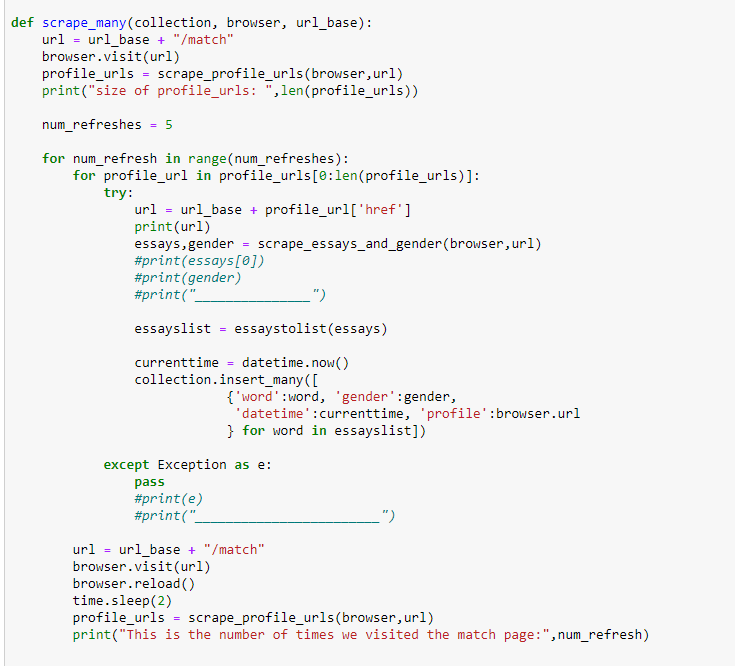 def scrape_many(collection, browser, url_base):
    url = url_base + "/match"
    browser.visit(url)
    profile_urls = scrape_profile_urls(browser,url)
    print("size of profile_urls: ",len(profile_urls))

    num_refreshes = 5

    for num_refresh in range(num_refreshes):
        for profile_url in profile_urls[0:len(profile_urls)]:
            try:
                url = url_base + profile_url['href']
                print(url)
                essays,gender = scrape_essays_and_gender(browser,url)
                #print(essays[0])
                #print(gender)
                #print("_______________")

                essayslist = essaystolist(essays)

                currenttime = datetime.now()
                collection.insert_many([
                            {'word':word, 'gender':gender,
                             'datetime':currenttime, 'profile':browser.url
                            } for word in essayslist])

            except Exception as e:
                pass
                #print(e)
                #print("________________________")

        url = url_base + "/match"
        browser.visit(url)
        browser.reload()
        time.sleep(2)
        profile_urls = scrape_profile_urls(browser,url)
        print("This is the number of times we visited the match page:",num_refresh)